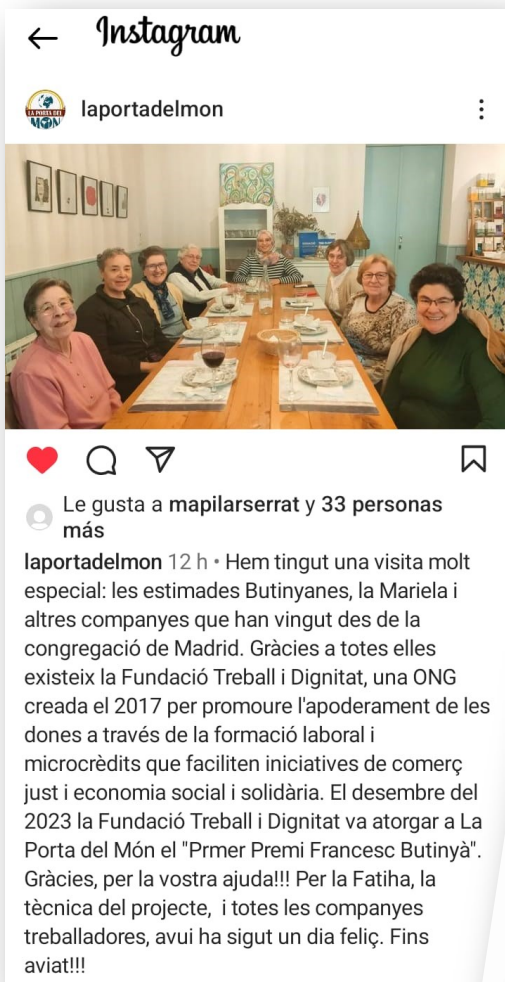 Instagram
LA PORTA DEL
MÓN
laportadelmon
Le gusta a mapilarserrat y 33 personas
más
laportadelmon 12 h • Hem tingut una visita molt
especial: les estimades Butinyanes, la Mariela i
altres companyes que han vingut des de la
congregació de Madrid. Gràcies a totes elles
existeix la Fundació Treball i Dignitat, una ONG
creada el 2017 per promoure l'apoderament de les
dones a través de la formació laboral i
microcrèdits que faciliten iniciatives de comerç
just i economia social i solidària. El desembre del
2023 la Fundació Treball i Dignitat va atorgar a La
Porta del Món el "Prmer Premi Francesc Butinyà".
Gràcies, per la vostra ajuda!!! Per la Fatiha, la
tècnica del projecte, i totes les companyes
treballadores, avui ha sigut un dia feliç. Fins
aviat!!!